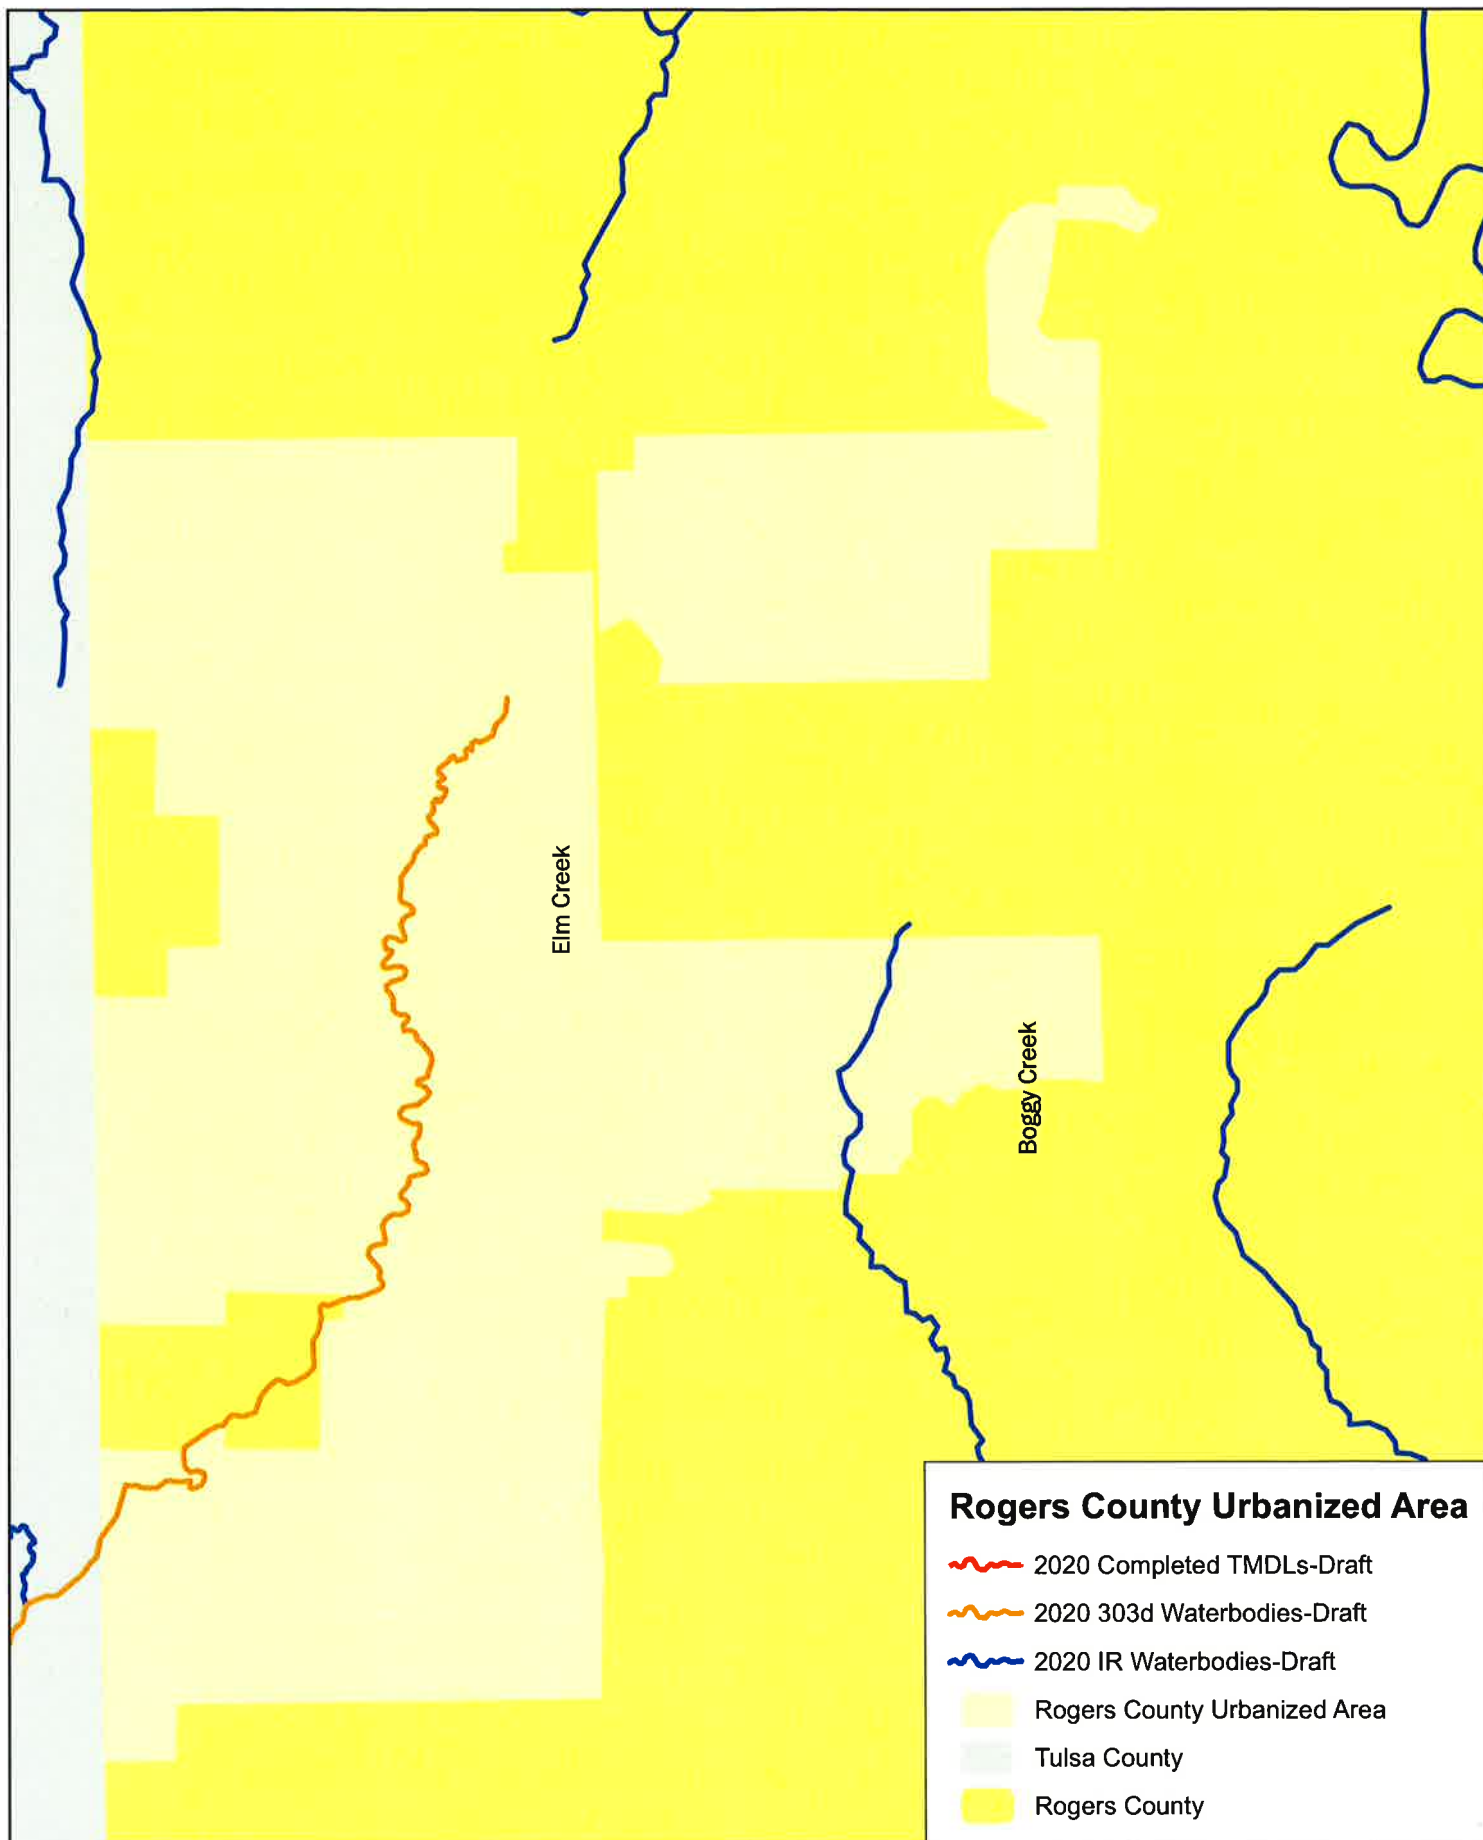 Elm Creek
Boggy Creek
Rogers County Urbanized Area
2020 Completed TMDLs-Draft
2020 303d Waterbodies-Draft
2020 IR Waterbodies-Draft
Rogers County Urbanized Area
Tulsa County
Rogers County